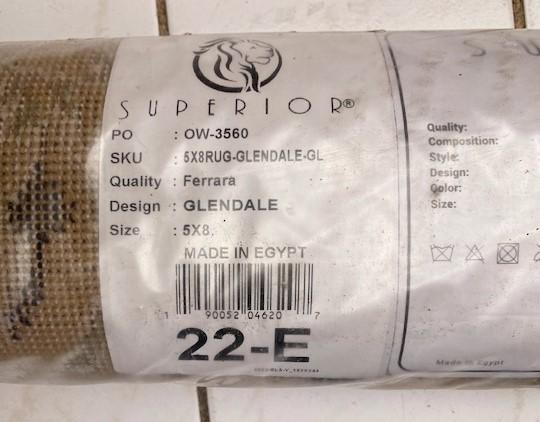 SUPERIOR®
PO : OW-3560
SKU : 5X8RUG-GLENDALE-GL
Quality : Ferrara
Design : GLENDALE
Size : 5X8
MADE IN EGYPT
1 90052 04620 7
22-E
Quality:
Composition:
Style:
Design:
Color:
Size:
Made in Egypt